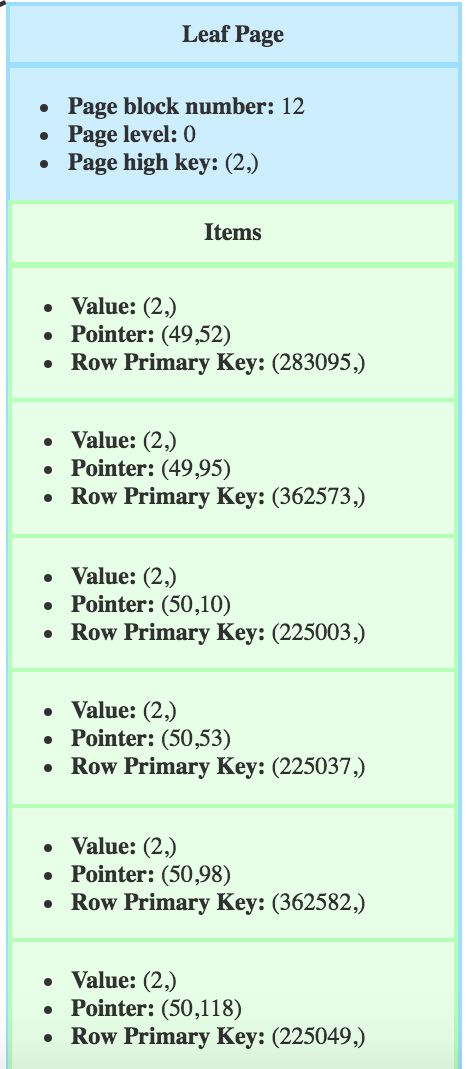 Leaf Page
• Page block number: 12
• Page level: 0
• Page high key: (2,)
Items
• Value: (2,)
• Pointer: (49,52)
• Row Primary Key: (283095,)
• Value: (2,)
• Pointer: (49,95)
• Row Primary Key: (362573,)
• Value: (2,)
• Pointer: (50,10)
• Row Primary Key: (225003,)
• Value: (2,)
• Pointer: (50,53)
• Row Primary Key: (225037,)
• Value: (2,)
• Pointer: (50,98)
• Row Primary Key: (362582,)
• Value: (2,)
• Pointer: (50,118)
• Row Primary Key: (225049,)